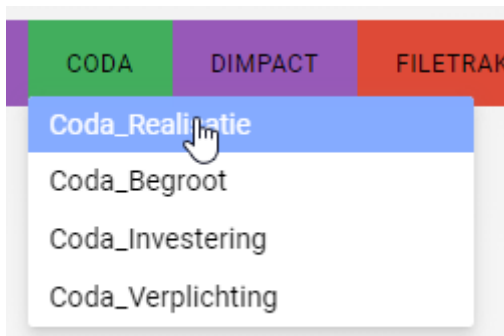 CODA DIMPACT FILETRAK
Coda_Realisatie
Coda_Begroot
Coda_Investering
Coda_Verplichting